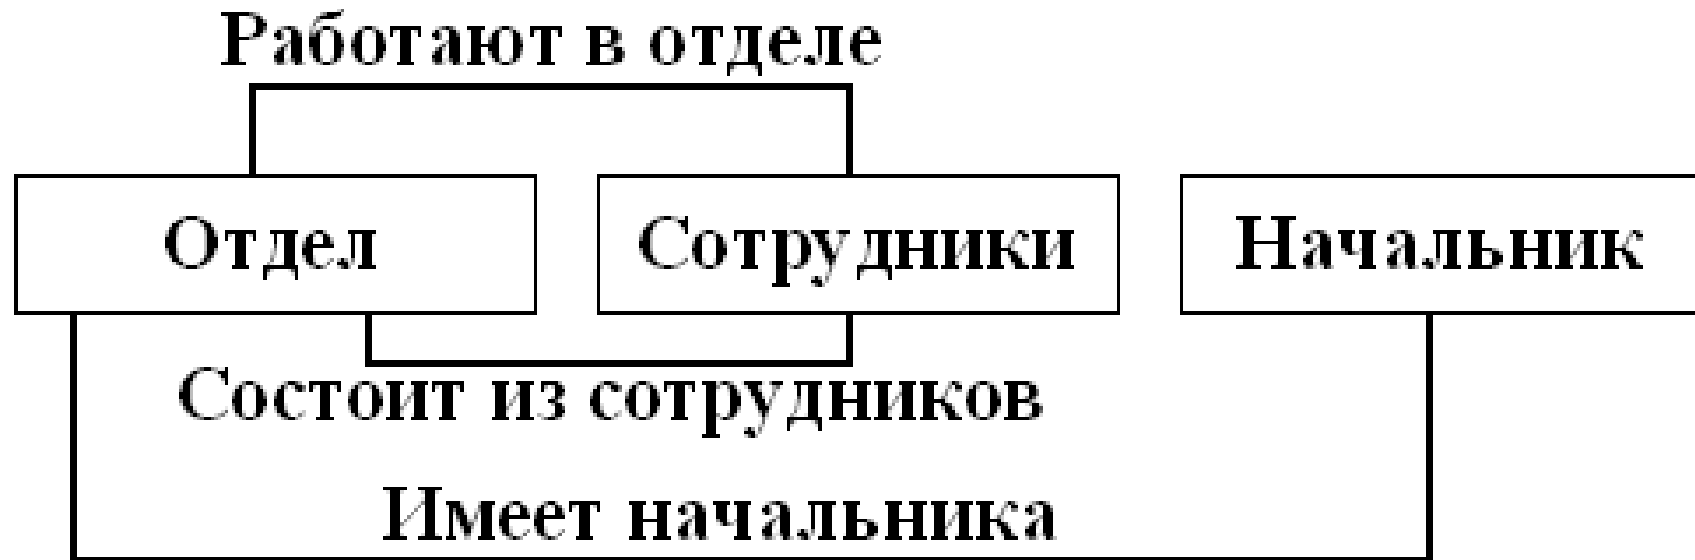 Работают в отделе
Отдел
Сотрудники
Начальник
Состоит из сотрудников
Имеет начальника